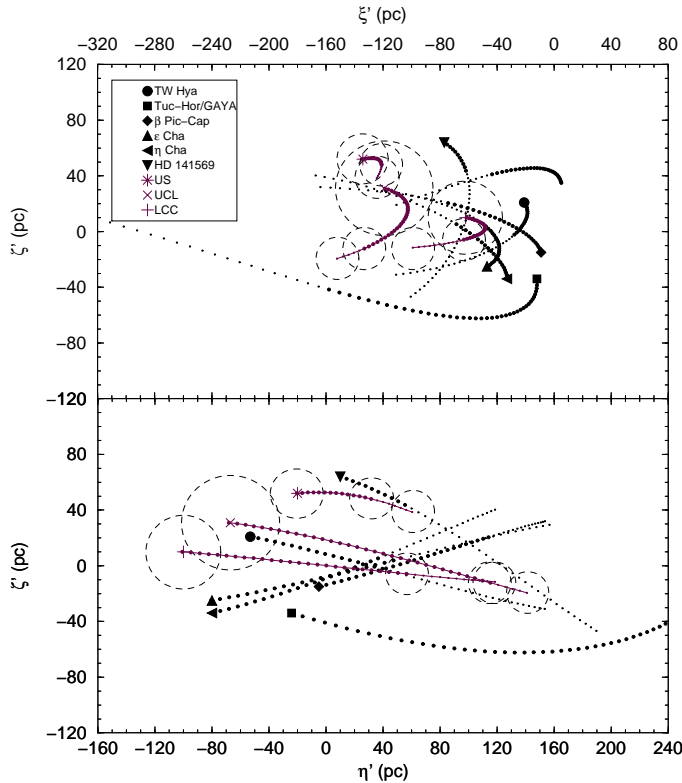 ξ' (pc)
−320 −280 −240 −200 −160 −120 −80 −40 0 40 80
120
80
40
0
−40
−80
−120
ζ' (pc)
TW Hya
Tuc−Hor/GAYA
β Pic−Cap
ε Cha
η Cha
HD 141569
US
UCL
LCC
120
80
40
0
−40
−80
−120
ζ' (pc)
−160 −120 −80 −40 0 40 80 120 160 200 240
η' (pc)